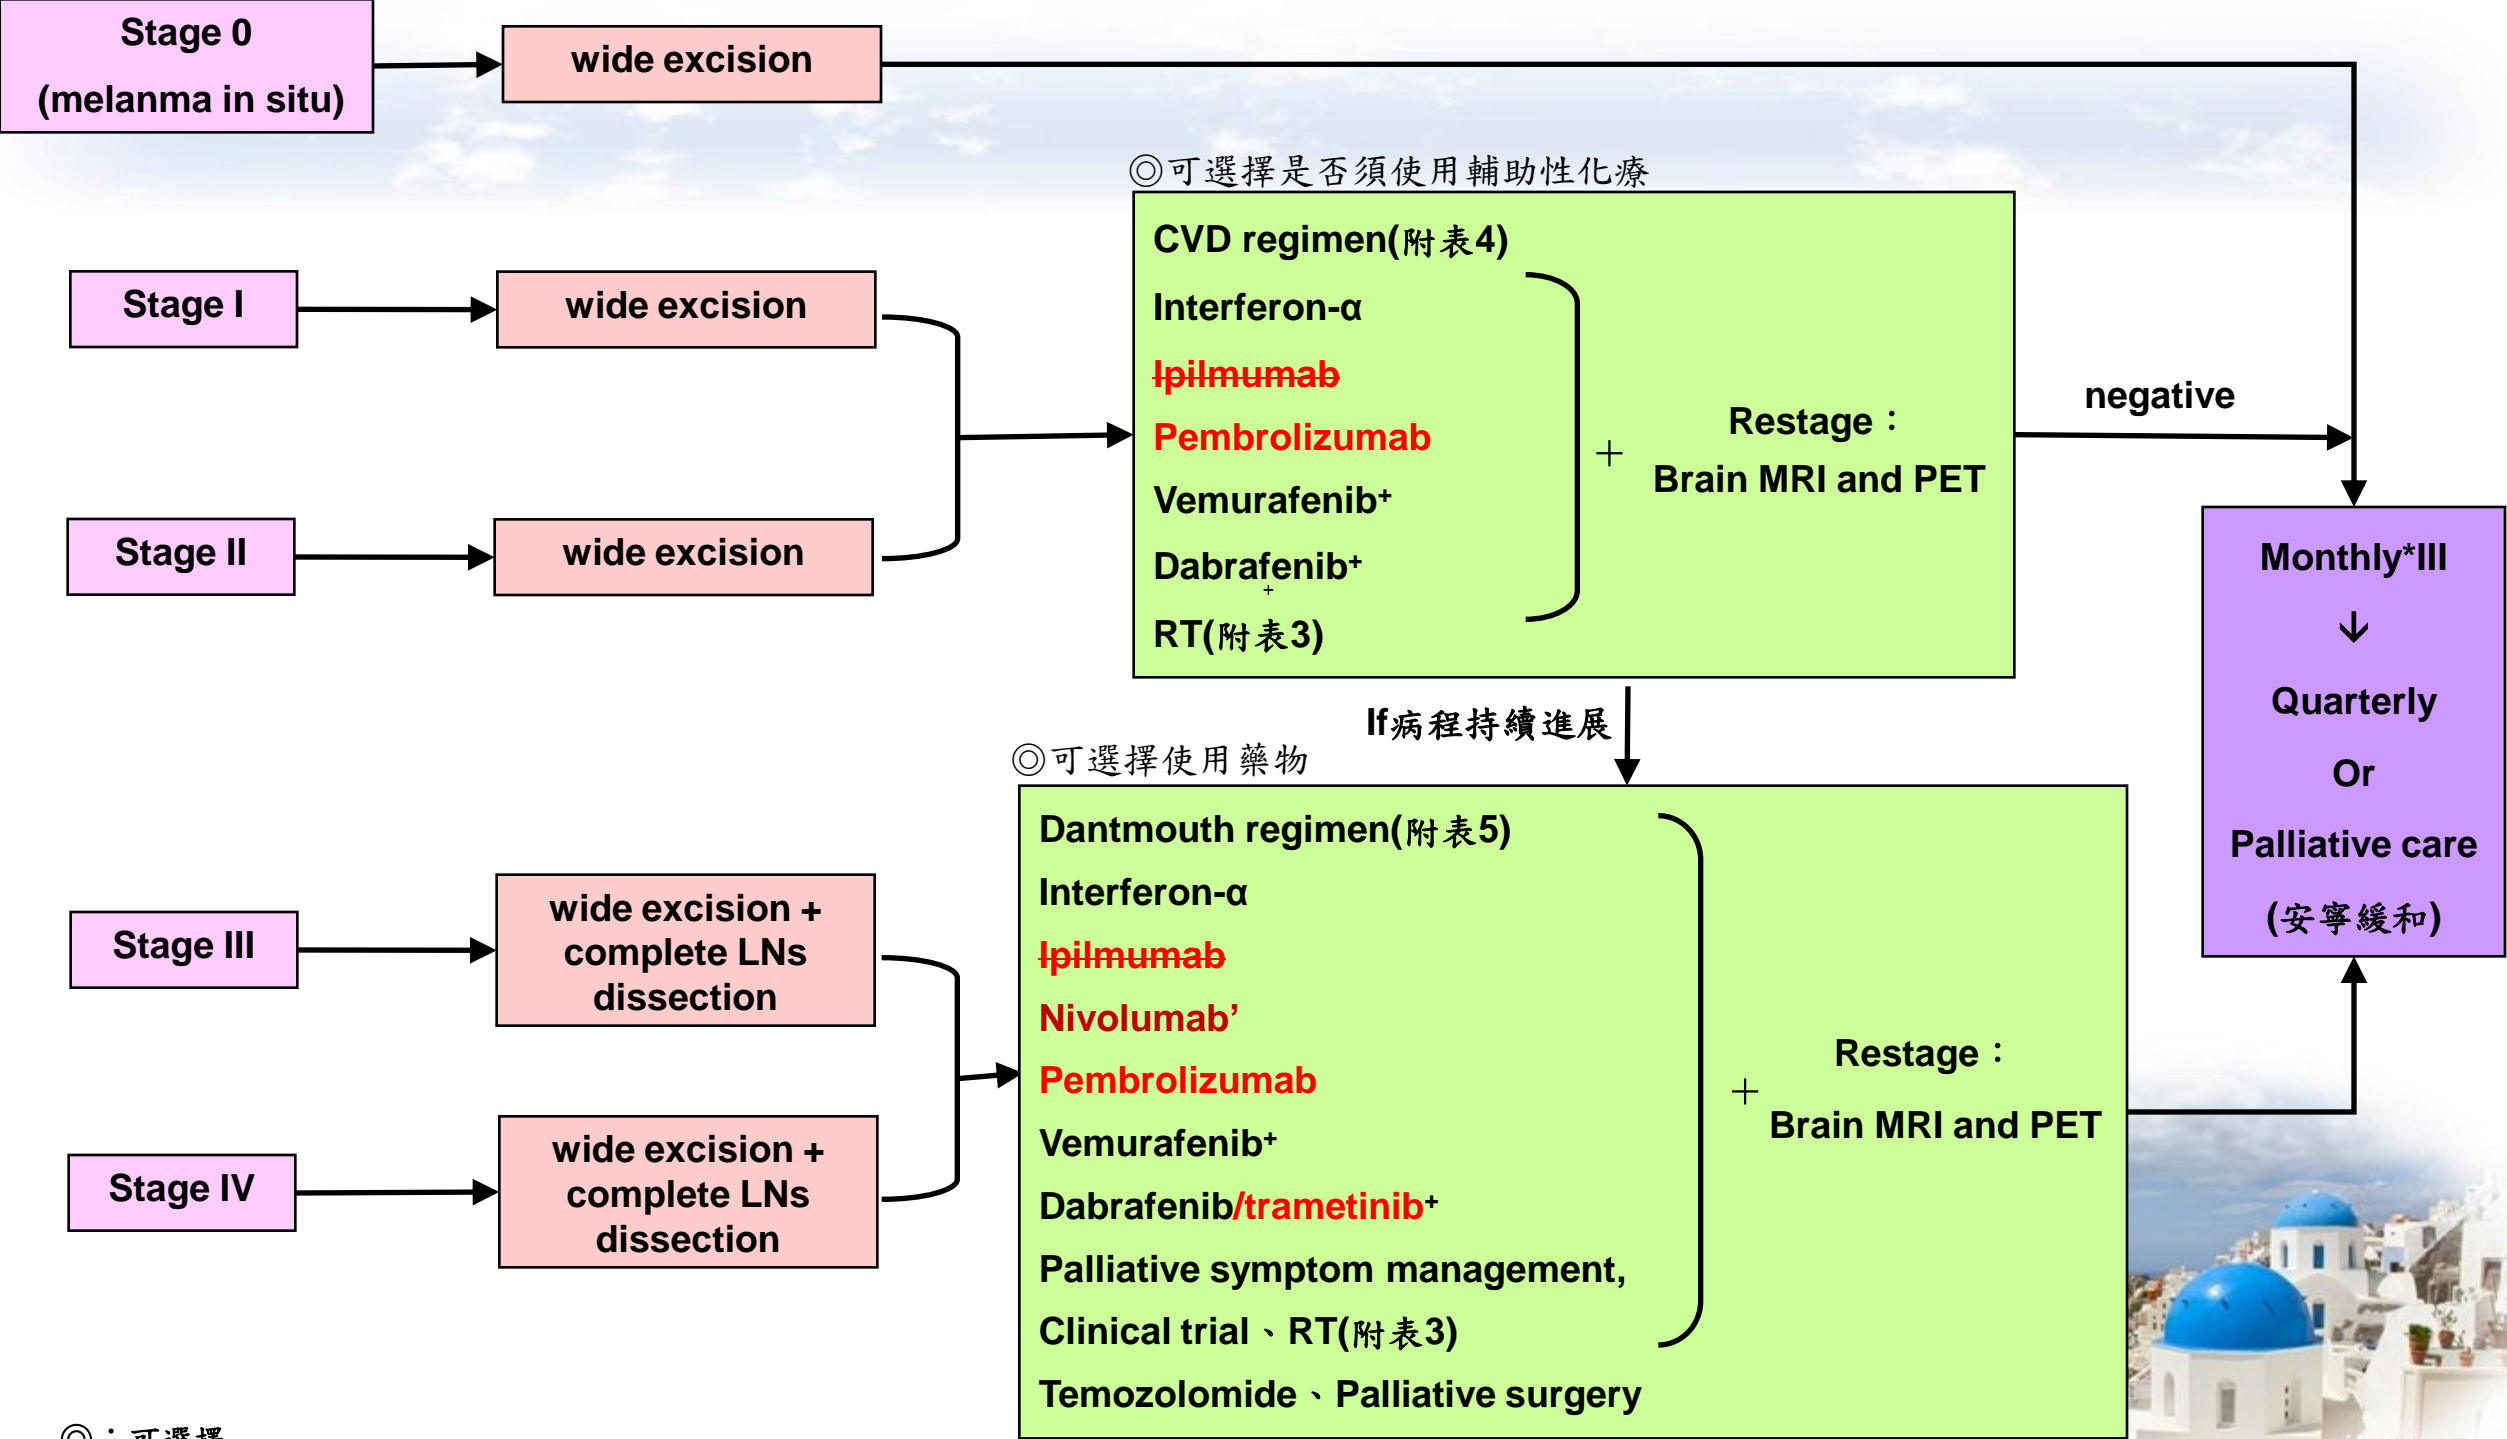 Stage 0
(melanma in situ)
wide excision
◎可選擇是否須使用輔助性化療
Stage I
wide excision
Stage II
wide excision
CVD regimen(附表4)
Interferon-α
Ipilmumab
Pembrolizumab
Vemurafenib+
Dabrafenib+
+
RT(附表3)
+
Restage：
Brain MRI and PET
negative
If病程持續進展
◎可選擇使用藥物
Stage III
wide excision +
complete LNs
dissection
Stage IV
wide excision +
complete LNs
dissection
Dantmouth regimen(附表5)
Interferon-α
Ipilmumab
Nivolumab’
Pembrolizumab
Vemurafenib+
Dabrafenib/trametinib+
Palliative symptom management,
Clinical trial、RT(附表3)
Temozolomide、Palliative surgery
+
Restage：
Brain MRI and PET
Monthly*III
↓
Quarterly
Or
Palliative care
(安寧緩和)
◎：可選擇